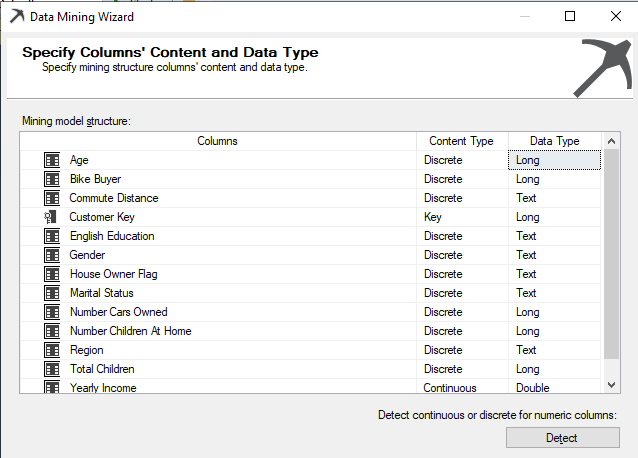 Data Mining Wizard
Specify Columns' Content and Data Type
Specify mining structure columns' content and data type.
Mining model structure:
Columns Content Type Data Type
Age Discrete Long
Bike Buyer Discrete Long
Commute Distance Discrete Text
Customer Key Key Long
English Education Discrete Text
Gender Discrete Text
House Owner Flag Discrete Text
Marital Status Discrete Text
Number Cars Owned Discrete Long
Number Children At Home Discrete Long
Region Discrete Text
Total Children Discrete Long
Yearly Income Continuous Double
Detect continuous or discrete for numeric columns:
Detect